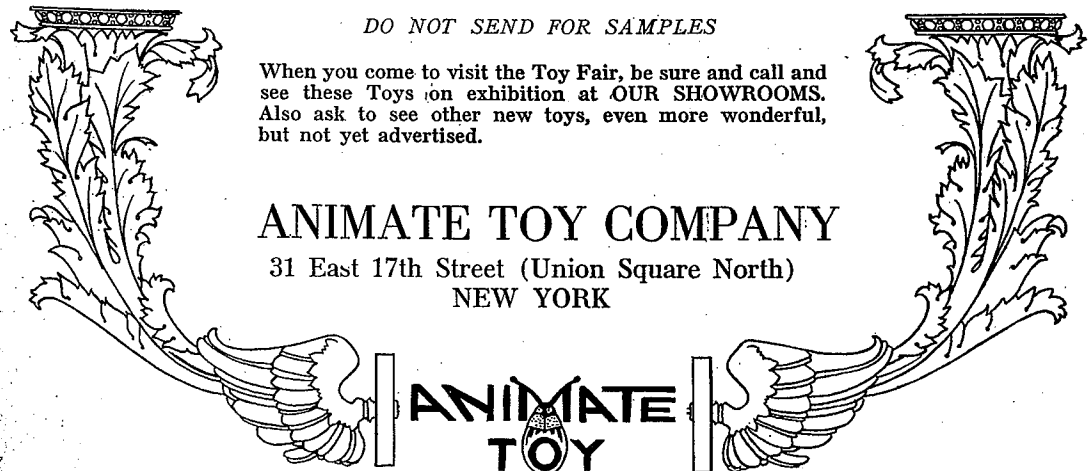 DO NOT SEND FOR SAMPLES
When you come to visit the Toy Fair, be sure and call and
see these Toys on exhibition at OUR SHOWROOMS.
Also ask to see other new toys, even more wonderful,
but not yet advertised.
ANIMATE TOY COMPANY
31 East 17th Street (Union Square North)
NEW YORK
ANIMATE
TOY